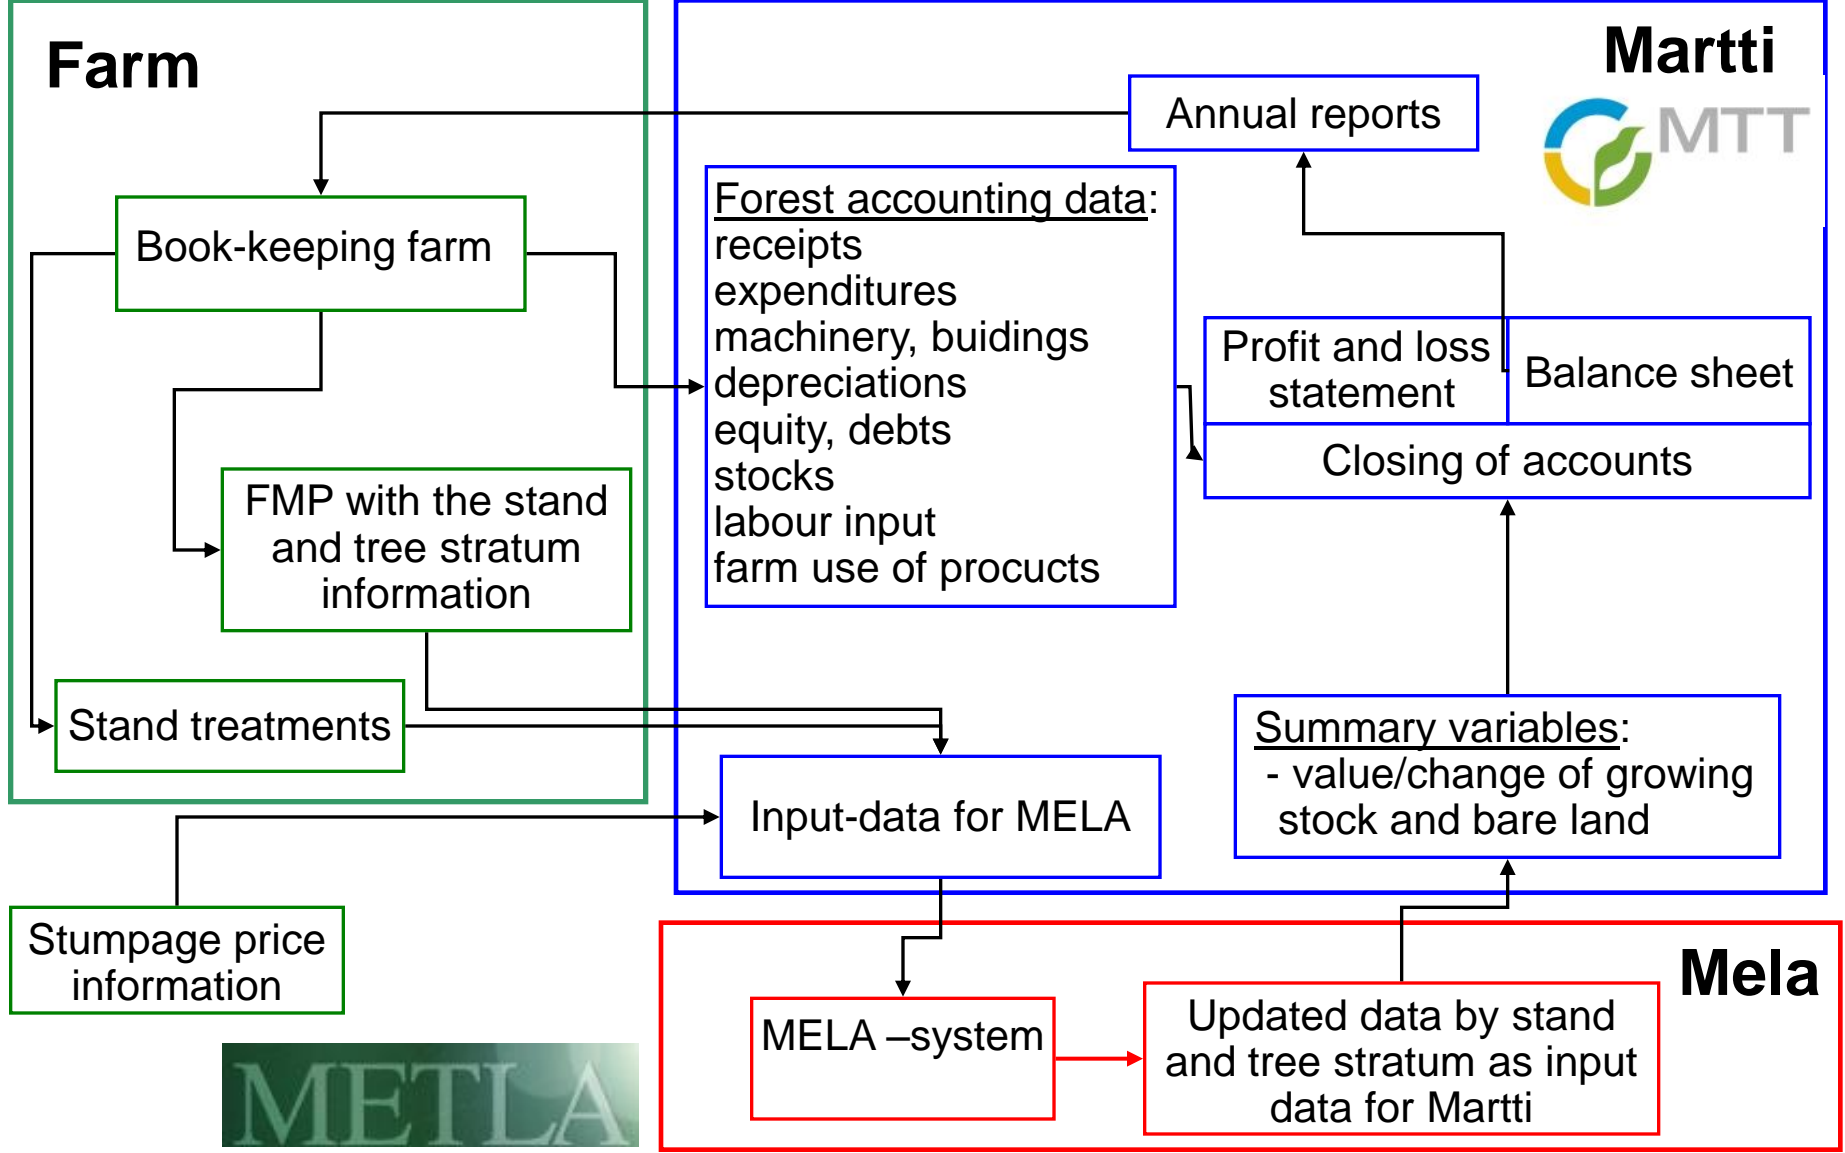 Farm
Martti
MTT
Annual reports
Book-keeping farm
Forest accounting data:
receipts
expenditures
machinery, buidings
depreciations
equity, debts
stocks
labour input
farm use of procucts
Profit and loss
statement
Balance sheet
Closing of accounts
FMP with the stand
and tree stratum
information
Stand treatments
Input-data for MELA
Summary variables:
- value/change of growing
stock and bare land
Stumpage price
information
Mela
MELA –system
Updated data by stand
and tree stratum as input
data for Martti
METLA